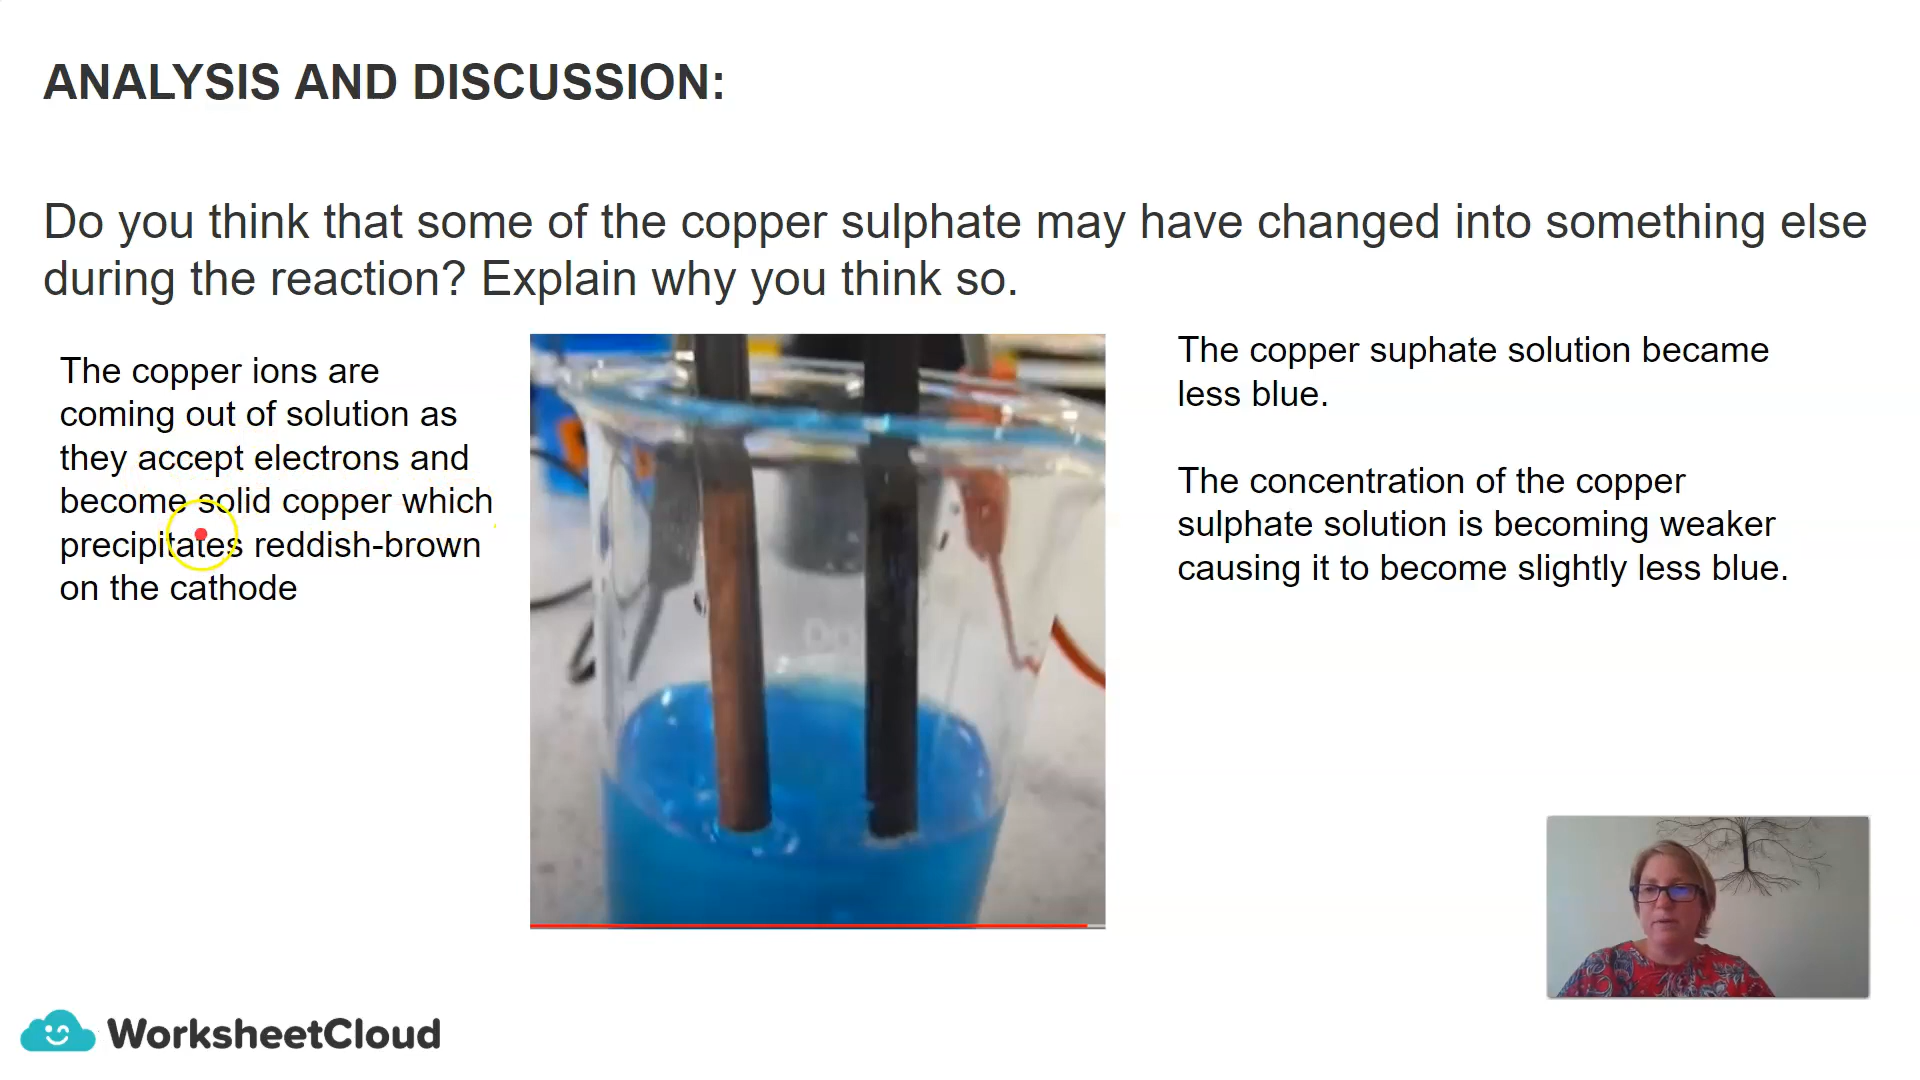 ANALYSIS AND DISCUSSION:
Do you think that some of the copper sulphate may have changed into something else
during the reaction? Explain why you think so.
The copper ions are
coming out of solution as
they accept electrons and
become solid copper which
precipitates reddish-brown
on the cathode
The copper suphate solution became
less blue.
The concentration of the copper
sulphate solution is becoming weaker
causing it to become slightly less blue.
WorksheetCloud